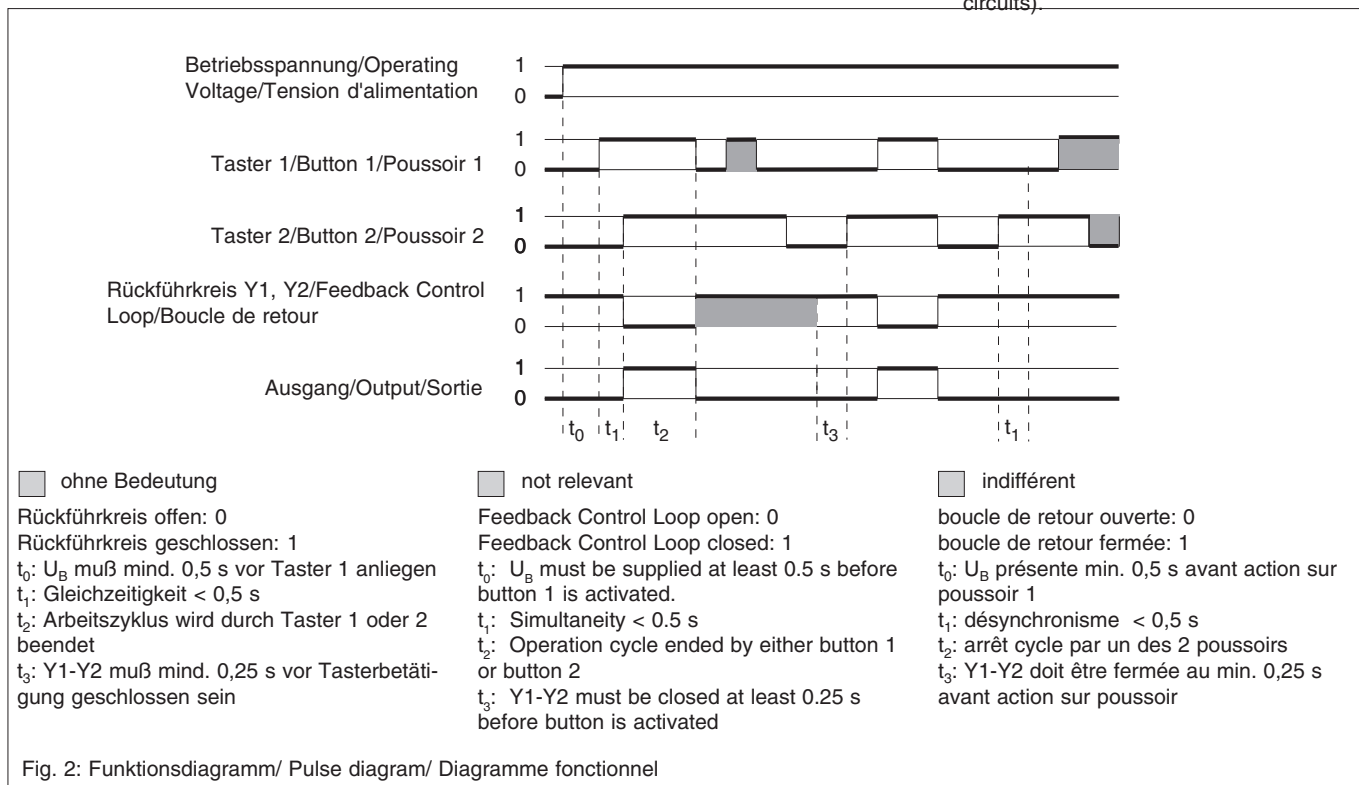 circuits).
Betriebsspannung/Operating
Voltage/Tension d'alimentation
1
0
Taster 1/Button 1/Poussoir 1
1
0
Taster 2/Button 2/Poussoir 2
1
0
Rückführkreis Y1, Y2/Feedback Control
Loop/Boucle de retour
1
0
Ausgang/Output/Sortie
1
0
t0 t1 t2 t3 t1
ohne Bedeutung
Rückführkreis offen: 0
Rückführkreis geschlossen: 1
t0: UB muß mind. 0,5 s vor Taster 1 anliegen
t1: Gleichzeitigkeit < 0,5 s
t2: Arbeitszyklus wird durch Taster 1 oder 2
beendet
t3: Y1-Y2 muß mind. 0,25 s vor Tasterbetäti-
gung geschlossen sein
not relevant
Feedback Control Loop open: 0
Feedback Control Loop closed: 1
t0: UB must be supplied at least 0.5 s before
button 1 is activated.
t1: Simultaneity < 0.5 s
t2: Operation cycle ended by either button 1
or button 2
t3: Y1-Y2 must be closed at least 0.25 s
before button is activated
indifférent
boucle de retour ouverte: 0
boucle de retour fermée: 1
t0: UB présente min. 0,5 s avant action sur
poussoir 1
t1: désynchronisme < 0,5 s
t2: arrêt cycle par un des 2 poussoirs
t3: Y1-Y2 doit être fermée au min. 0,25 s
avant action sur poussoir
Fig. 2: Funktionsdiagramm/ Pulse diagram/ Diagramme fonctionnel